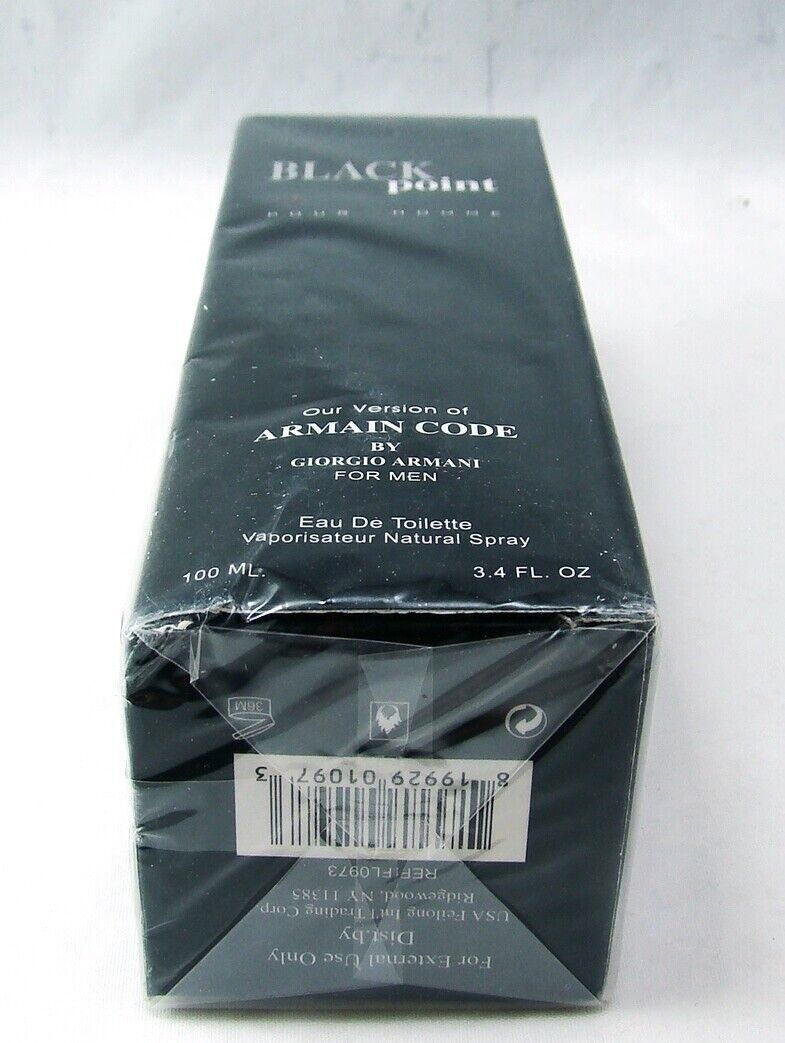 BLACK
point
POUR HOMME
Our Version of
ARMAIN CODE
BY
GIORGIO ARMANI
FOR MEN
Eau De Toilette
Vaporisateur Natural Spray
100 ML. 3.4 FL. OZ
For External Use Only
Dist.by
USA Feilong Int'l Trading Corp.
Ridgewood, NY 11385
REF:FL0973
8 19929 01097 3
36M